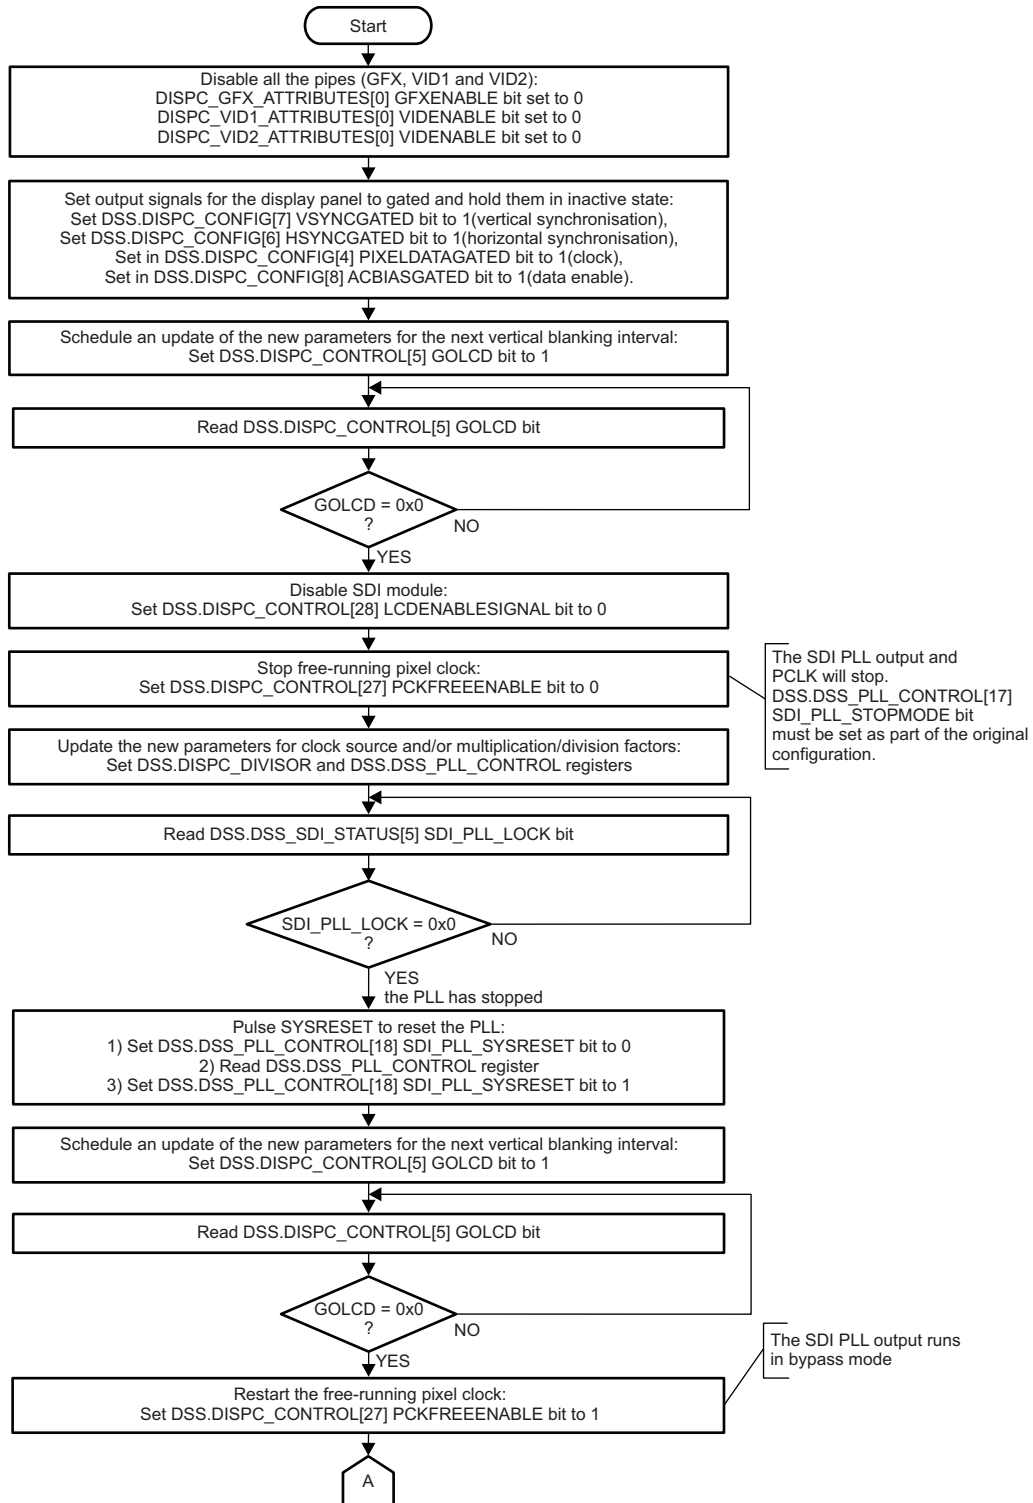 Start
Disable all the pipes (GFX, VID1 and VID2):
DISPC_GFX_ATTRIBUTES[0] GFXENABLE bit set to 0
DISPC_VID1_ATTRIBUTES[0] VIDENABLE bit set to 0
DISPC_VID2_ATTRIBUTES[0] VIDENABLE bit set to 0
Set output signals for the display panel to gated and hold them in inactive state:
Set DSS.DISPC_CONFIG[7] VSYNCGATED bit to 1(vertical synchronisation),
Set DSS.DISPC_CONFIG[6] HSYNCGATED bit to 1(horizontal synchronisation),
Set in DSS.DISPC_CONFIG[4] PIXELDATAGATED bit to 1(clock),
Set in DSS.DISPC_CONFIG[8] ACBIASGATED bit to 1(data enable).
Schedule an update of the new parameters for the next vertical blanking interval:
Set DSS.DISPC_CONTROL[5] GOLCD bit to 1
Read DSS.DISPC_CONTROL[5] GOLCD bit
GOLCD = 0x0
?
NO
YES
Disable SDI module:
Set DSS.DISPC_CONTROL[28] LCDENABLESIGNAL bit to 0
Stop free-running pixel clock:
Set DSS.DISPC_CONTROL[27] PCKFREEENABLE bit to 0
The SDI PLL output and
PCLK will stop.
DSS.DSS_PLL_CONTROL[17]
SDI_PLL_STOPMODE bit
must be set as part of the original
configuration.
Update the new parameters for clock source and/or multiplication/division factors:
Set DSS.DISPC_DIVISOR and DSS.DSS_PLL_CONTROL registers
Read DSS.DSS_SDI_STATUS[5] SDI_PLL_LOCK bit
SDI_PLL_LOCK = 0x0
?
NO
YES
the PLL has stopped
Pulse SYSRESET to reset the PLL:
1) Set DSS.DSS_PLL_CONTROL[18] SDI_PLL_SYSRESET bit to 0
2) Read DSS.DSS_PLL_CONTROL register
3) Set DSS.DSS_PLL_CONTROL[18] SDI_PLL_SYSRESET bit to 1
Schedule an update of the new parameters for the next vertical blanking interval:
Set DSS.DISPC_CONTROL[5] GOLCD bit to 1
Read DSS.DISPC_CONTROL[5] GOLCD bit
GOLCD = 0x0
?
NO
YES
The SDI PLL output runs
in bypass mode
Restart the free-running pixel clock:
Set DSS.DISPC_CONTROL[27] PCKFREEENABLE bit to 1
A